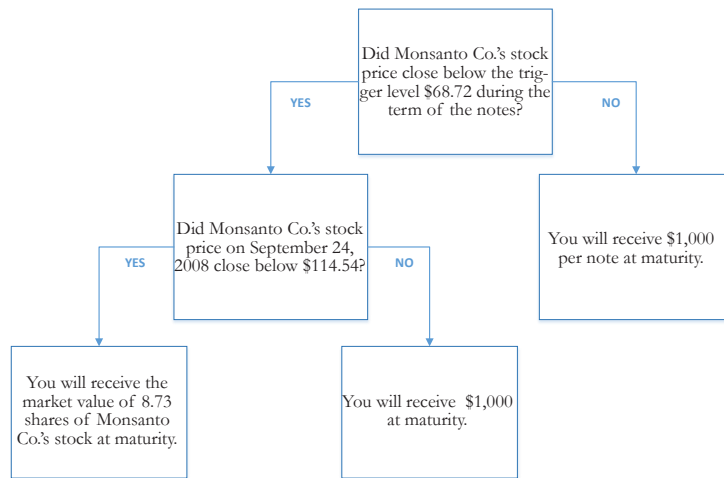 Did Monsanto Co.'s stock
price close below the trig-
ger level $68.72 during the
term of the notes?
YES
NO
Did Monsanto Co.'s stock
price on September 24,
2008 close below $114.54?
You will receive $1,000
per note at maturity.
YES
NO
You will receive the
market value of 8.73
shares of Monsanto
Co.'s stock at maturity.
You will receive  $1,000
at maturity.